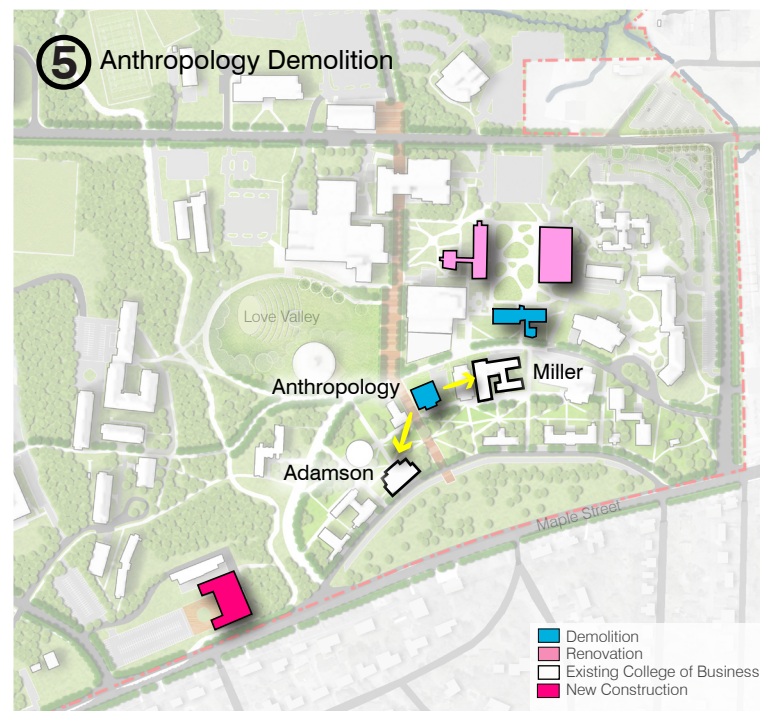 5 Anthropology Demolition
Love Valley
Anthropology
Miller
Adamson
Maple Street
Demolition
Renovation
Existing College of Business
New Construction